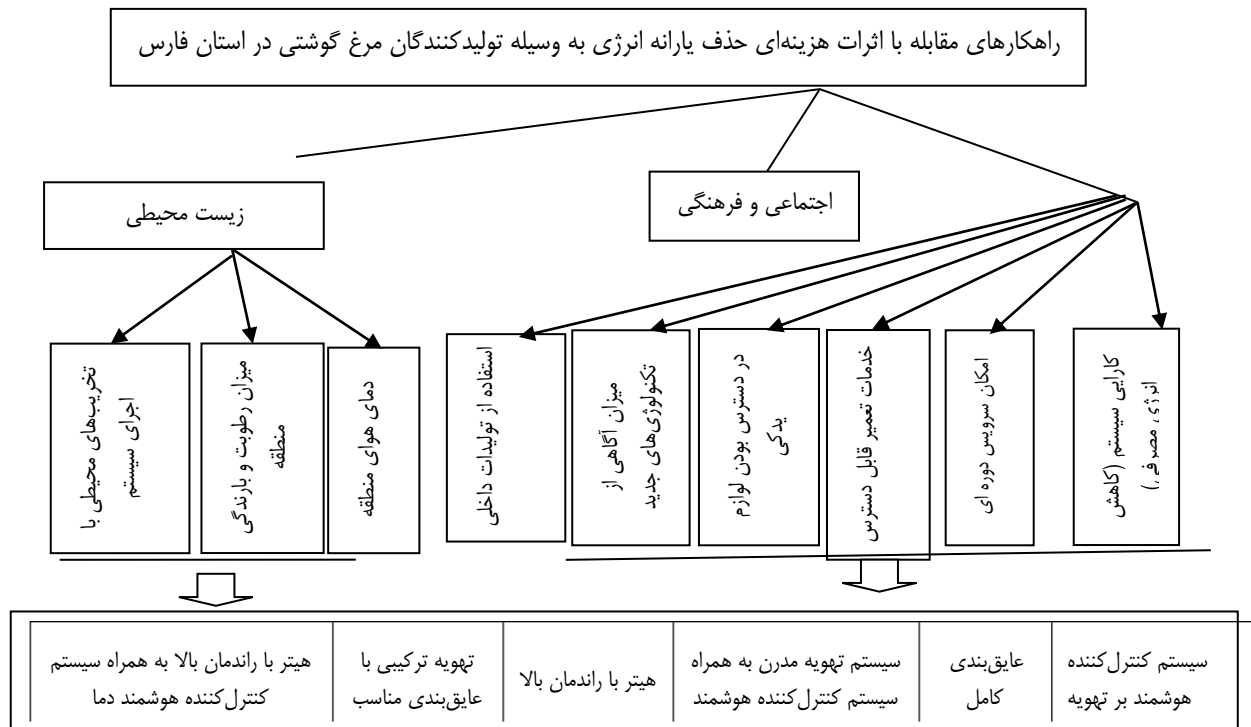 راهکارهای مقابله با اثرات هزینه‌ای حذف یارانه انرژی به وسیله تولیدکنندگان مرغ گوشتی در استان فارس
اجتماعی و فرهنگی
زیست محیطی
کارایی سیستم (کاهش
انرژی مصرفی)
امکان سرویس دوره ای
خدمات تعمیر قابل دسترس
در دسترس بودن لوازم
یدکی
میزان آگاهی از
تکنولوژی‌های جدید
استفاده از تولیدات داخلی
دمای هوای منطقه
میزان رطوبت و بارندگی
منطقه
تخریب‌های محیطی با
اجرای سیستم
سیستم کنترل‌کننده
هوشمند بر تهویه
عایق‌بندی
کامل
سیستم تهویه مدرن به همراه
سیستم کنترل‌کننده هوشمند
هیتر با راندمان بالا
تهویه ترکیبی با
عایق‌بندی مناسب
هیتر با راندمان بالا به همراه سیستم
کنترل‌کننده هوشمند دما